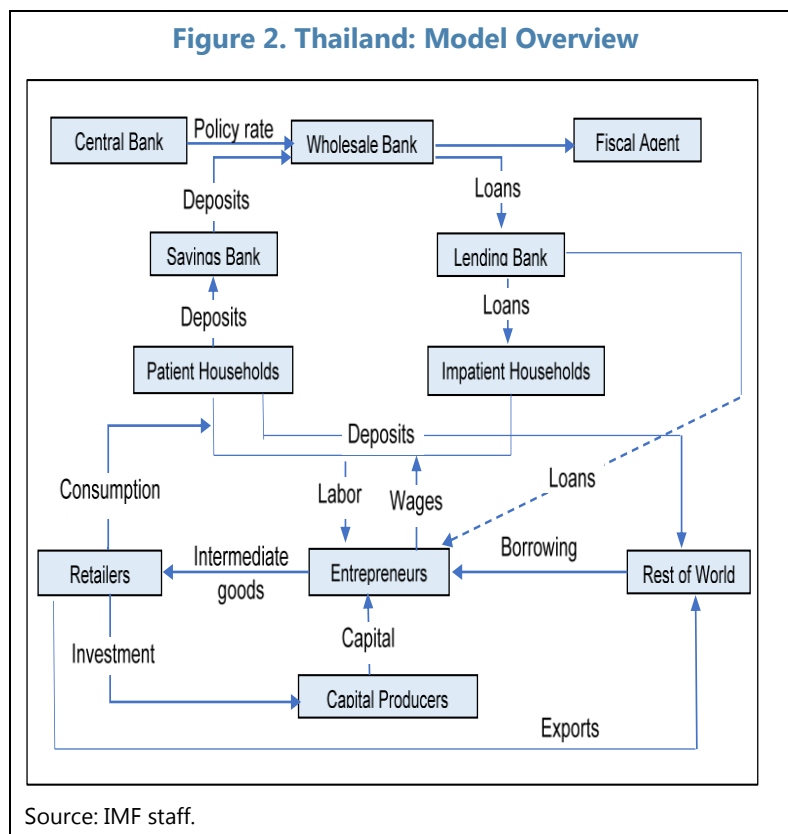 Figure 2. Thailand: Model Overview
Central Bank
Policy rate
Wholesale Bank
Fiscal Agent
Deposits
Loans
Savings Bank
Lending Bank
Deposits
Loans
Patient Households
Impatient Households
Deposits
Consumption
Labor
Wages
Loans
Retailers
Intermediate
goods
Entrepreneurs
Borrowing
Rest of World
Investment
Capital
Capital Producers
Exports
Source: IMF staff.